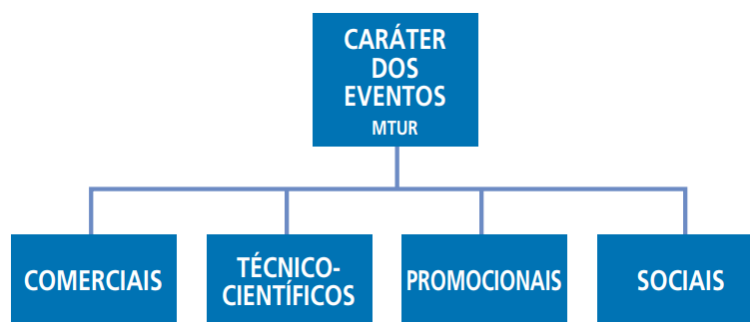 CARÁTER
DOS
EVENTOS
MTUR
COMERCIAIS
TÉCNICO-
CIENTÍFICOS
PROMOCIONAIS
SOCIAIS